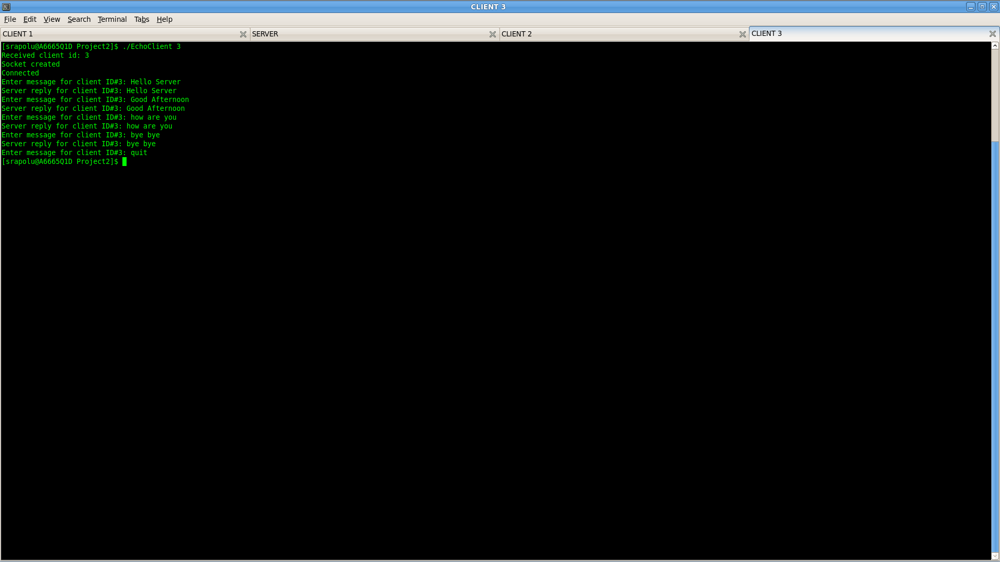 CLIENT 3
File Edit View Search Terminal Tabs Help
CLIENT 1 SERVER CLIENT 2 CLIENT 3
[srapolu@A6665Q1D Project2]$ ./EchoClient 3
Received client id: 3
Socket created
Connected
Enter message for client ID#3: Hello Server
Server reply for client ID#3: Hello Server
Enter message for client ID#3: Good Afternoon
Server reply for client ID#3: Good Afternoon
Enter message for client ID#3: how are you
Server reply for client ID#3: how are you
Enter message for client ID#3: bye bye
Server reply for client ID#3: bye bye
Enter message for client ID#3: quit
[srapolu@A6665Q1D Project2]$